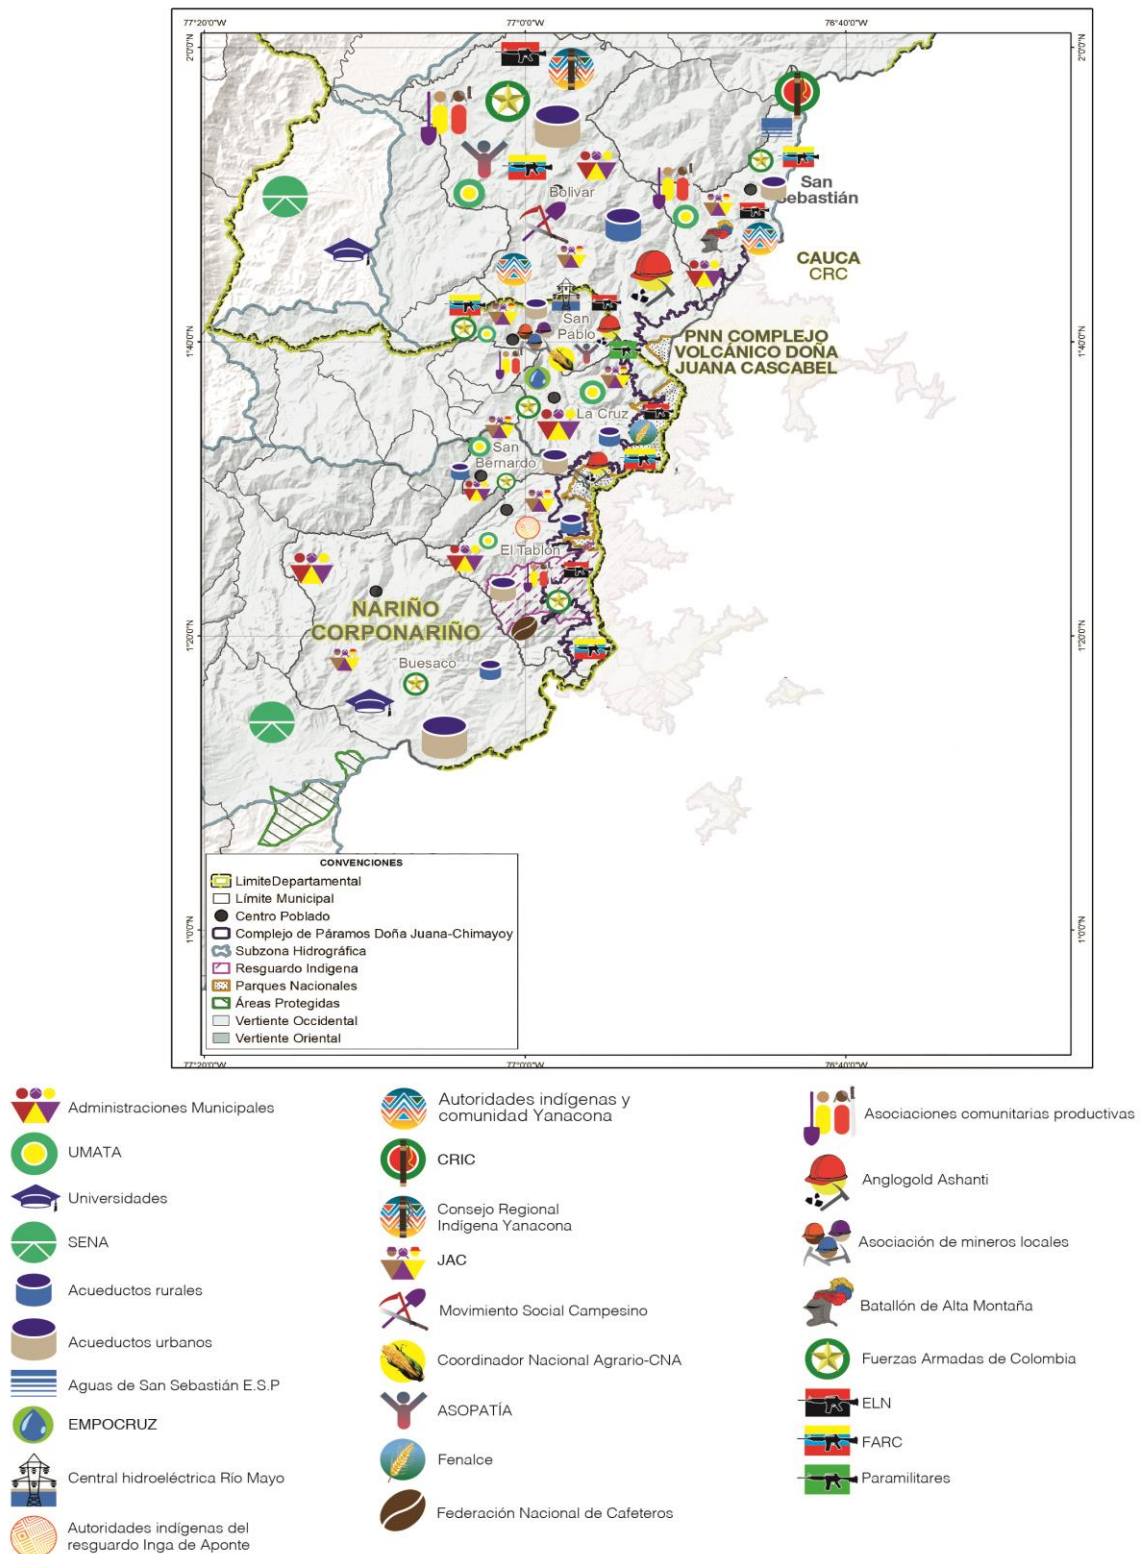 77°20'0"W
77°0'0"W
76°40'0"W
2°0'0"N
2°0'0"N
Bolivar
San
Sebastián
CAUCA
CRC
San
Pablo
1°40'0"N
1°40'0"N
PNN COMPLEJO
VOLCÁNICO DOÑA
JUANA CASCABEL
La Cruz
San
Bernardo
El Tablón
NARIÑO
CORPONARIÑO
1°20'0"N
1°20'0"N
Buesaco
CONVENCIONES
LimiteDepartamental
Límite Municipal
Centro Poblado
Complejo de Páramos Doña Juana-Chimayoy
Subzona Hidrográfica
Resguardo Indigena
Parques Nacionales
Áreas Protegidas
Vertiente Occidental
Vertiente Oriental
1°0'0"N
1°0'0"N
77°20'0"W
77°0'0"W
76°40'0"W
Administraciones Municipales
UMATA
Universidades
SENA
Acueductos rurales
Acueductos urbanos
Aguas de San Sebastián E.S.P
EMPOCRUZ
Central hidroeléctrica Río Mayo
Autoridades indígenas del
resguardo Inga de Aponte
Autoridades indígenas y
comunidad Yanacona
CRIC
Consejo Regional
Indígena Yanacona
JAC
Movimiento Social Campesino
Coordinador Nacional Agrario-CNA
ASOPATÍA
Fenalce
Federación Nacional de Cafeteros
Asociaciones comunitarias productivas
Anglogold Ashanti
Asociación de mineros locales
Batallón de Alta Montaña
Fuerzas Armadas de Colombia
ELN
FARC
Paramilitares